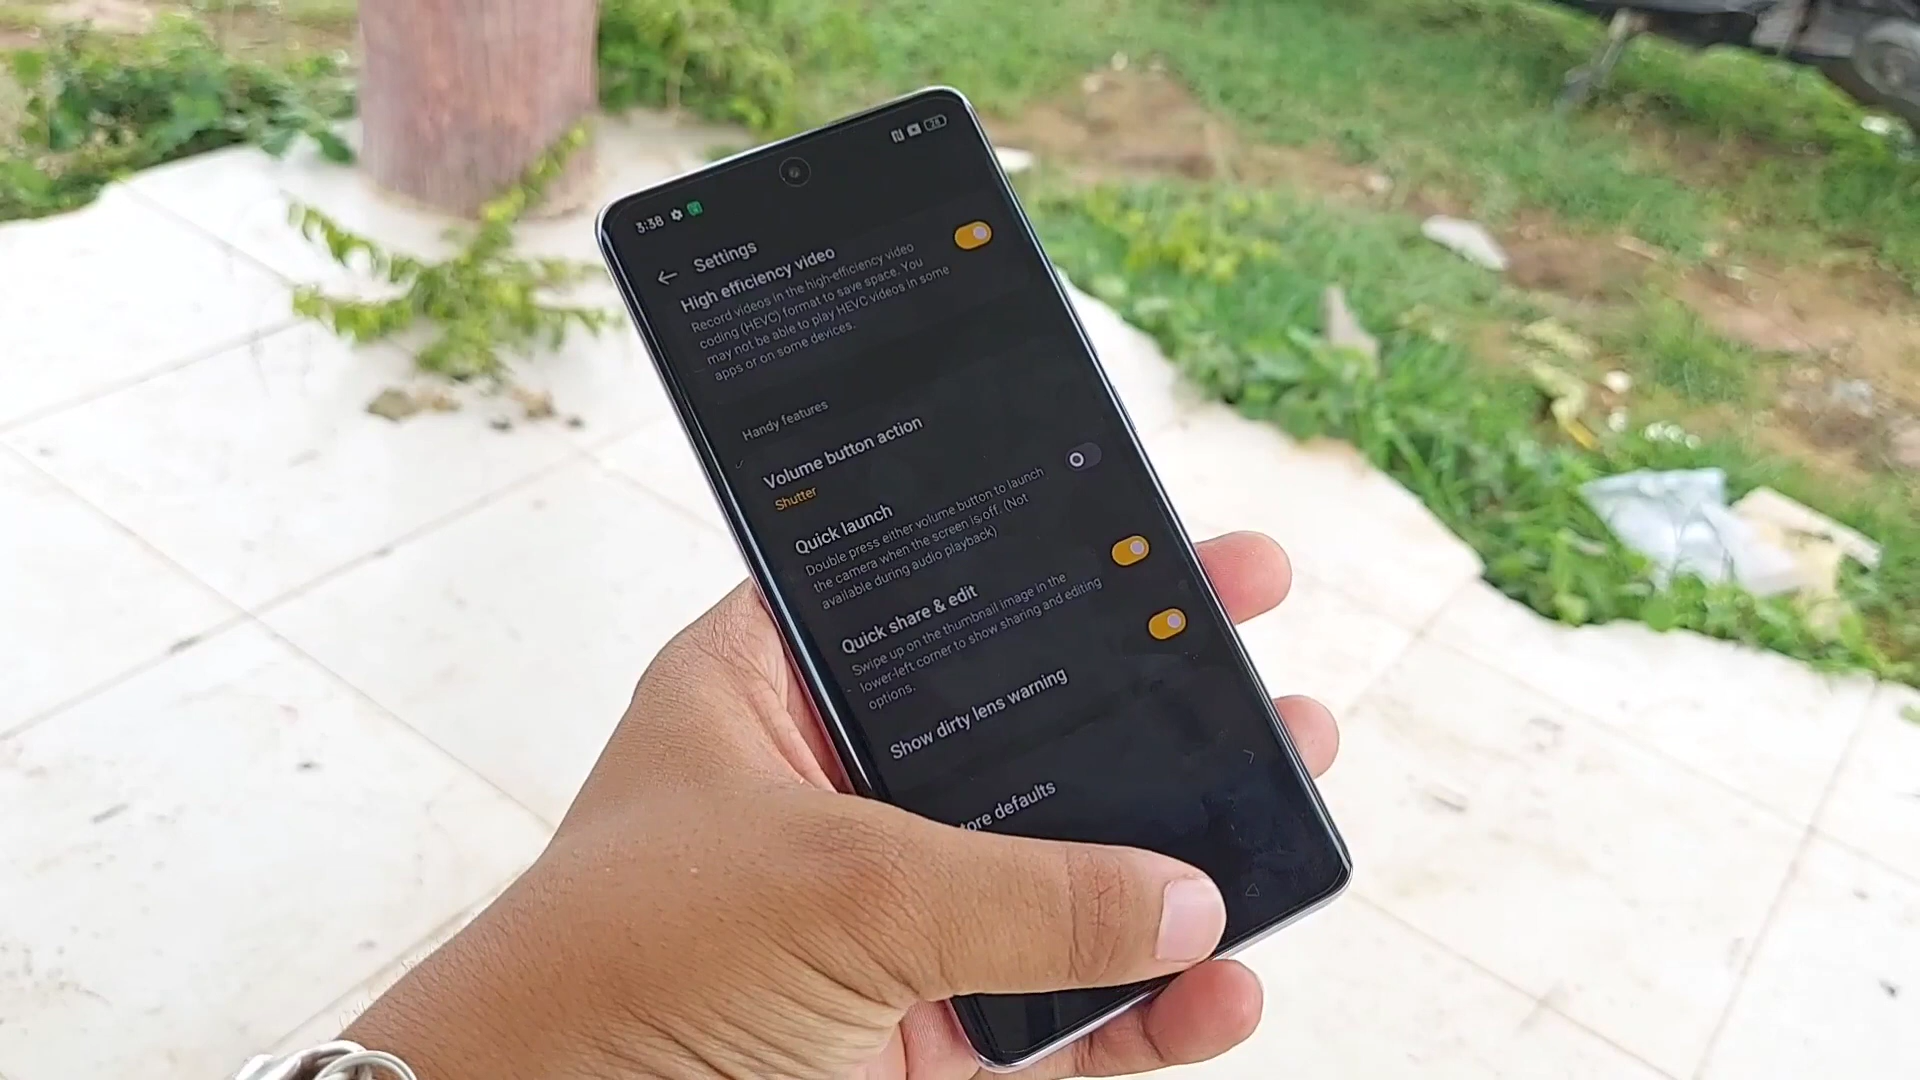 3:38
28
Settings
High efficiency video
Record videos in the high-efficiency video
coding (HEVC) format to save space. You
may not be able to play HEVC videos in some
apps or on some devices.
Handy features
Volume button action
Shutter
Quick launch
Double press either volume button to launch
the camera when the screen is off. (Not
available during audio playback)
Quick share & edit
Swipe up on the thumbnail image in the
lower-left corner to show sharing and editing
options.
Show dirty lens warning
tore defaults